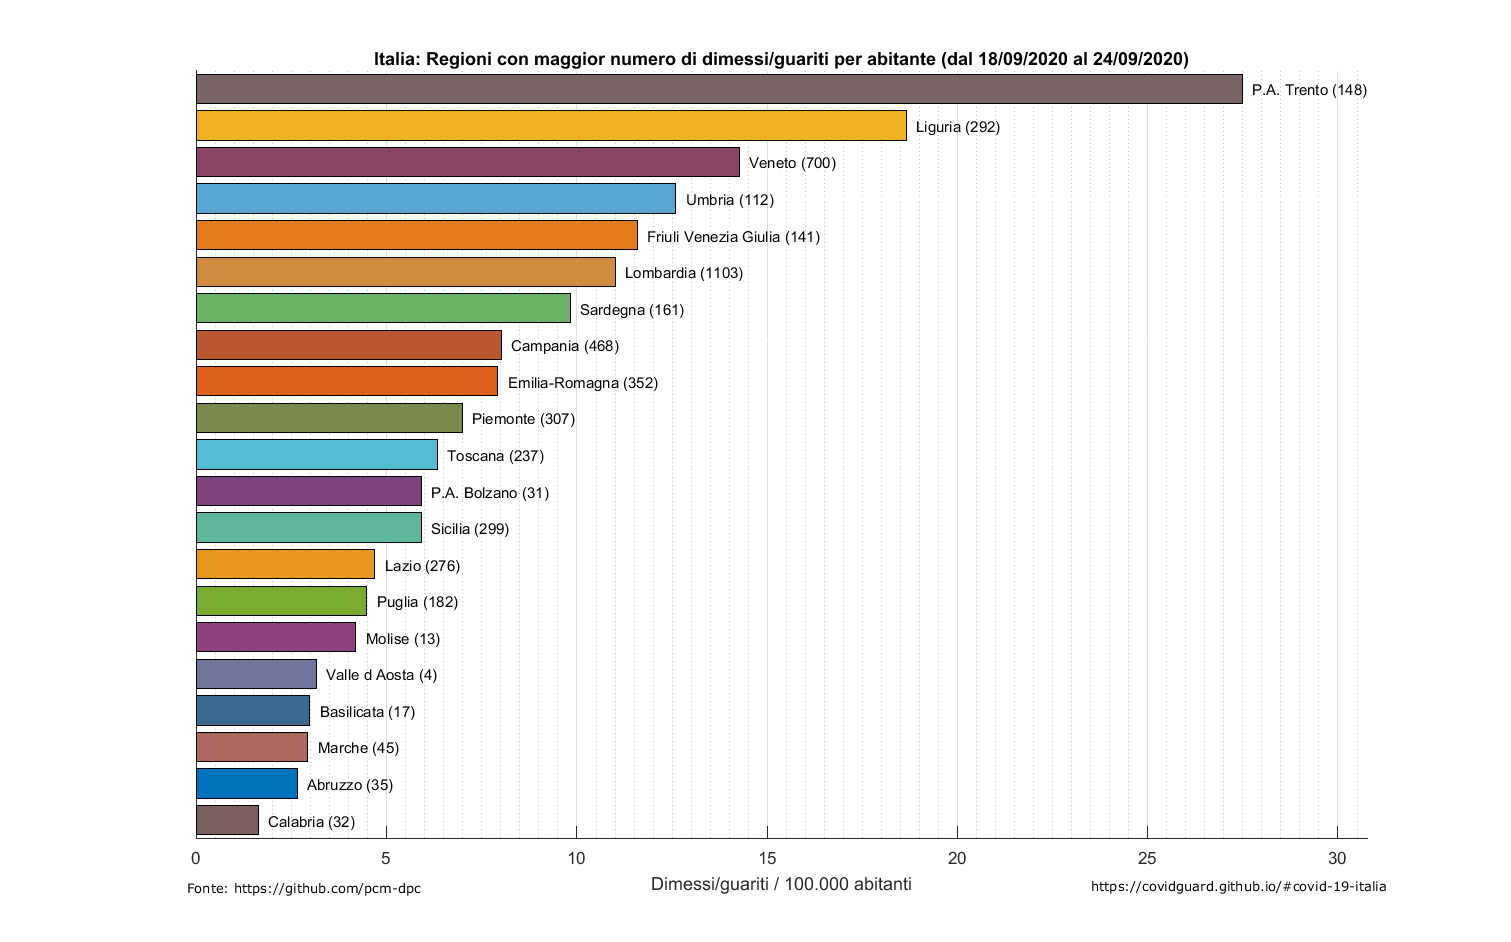 Italia: Regioni con maggior numero di dimessi/guariti per abitante (dal 18/09/2020 al 24/09/2020)
P.A. Trento (148)
Liguria (292)
Veneto (700)
Umbria (112)
Friuli Venezia Giulia (141)
Lombardia (1103)
Sardegna (161)
Campania (468)
Emilia-Romagna (352)
Piemonte (307)
Toscana (237)
P.A. Bolzano (31)
Sicilia (299)
Lazio (276)
Puglia (182)
Molise (13)
Valle d Aosta (4)
Basilicata (17)
Marche (45)
Abruzzo (35)
Calabria (32)
0 5 10 15 20 25 30
Dimessi/guariti / 100.000 abitanti
Fonte: https://github.com/pcm-dpc
https://covidguard.github.io/#covid-19-italia